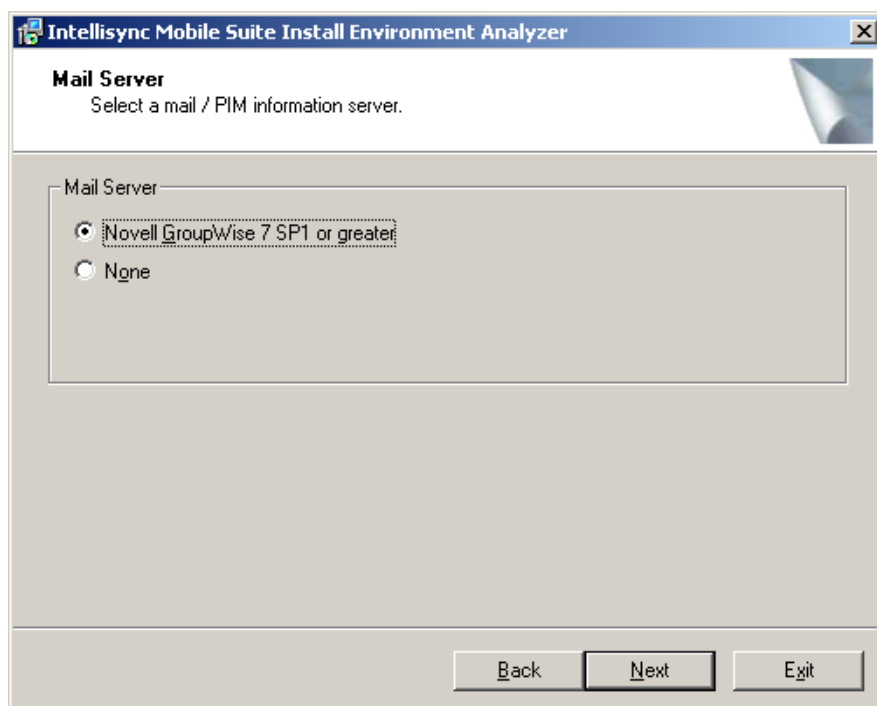 Intellisync Mobile Suite Install Environment Analyzer
Mail Server
Select a mail / PIM information server.
Mail Server
Novell GroupWise 7 SP1 or greater
None
Back
Next
Exit